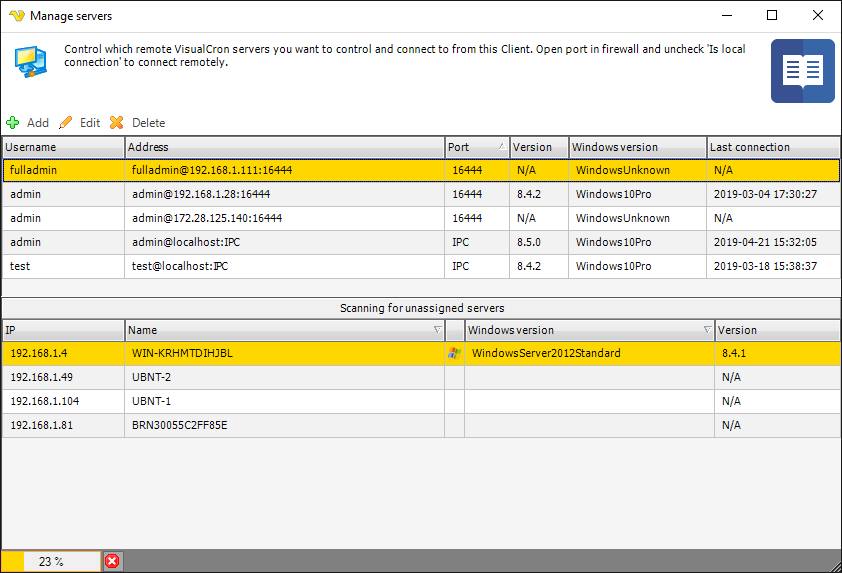 Manage servers
Control which remote VisualCron servers you want to control and connect to from this Client. Open port in firewall and uncheck 'Is local
connection' to connect remotely.
Add Edit Delete
Username Address Port Version Windows version Last connection
fulladmin fulladmin@192.168.1.111:16444 16444 N/A WindowsUnknown N/A
admin admin@192.168.1.28:16444 16444 8.4.2 Windows10Pro 2019-03-04 17:30:27
admin admin@172.28.125.140:16444 16444 N/A WindowsUnknown N/A
admin admin@localhost:IPC IPC 8.5.0 Windows10Pro 2019-04-21 15:32:05
test test@localhost:IPC IPC 8.4.2 Windows10Pro 2019-03-18 15:38:37
Scanning for unassigned servers
IP Name Windows version Version
192.168.1.4 WIN-KRHMTDIHJBL WindowsServer2012Standard 8.4.1
192.168.1.49 UBNT-2 N/A
192.168.1.104 UBNT-1 N/A
192.168.1.81 BRN30055C2FF85E N/A
23 %